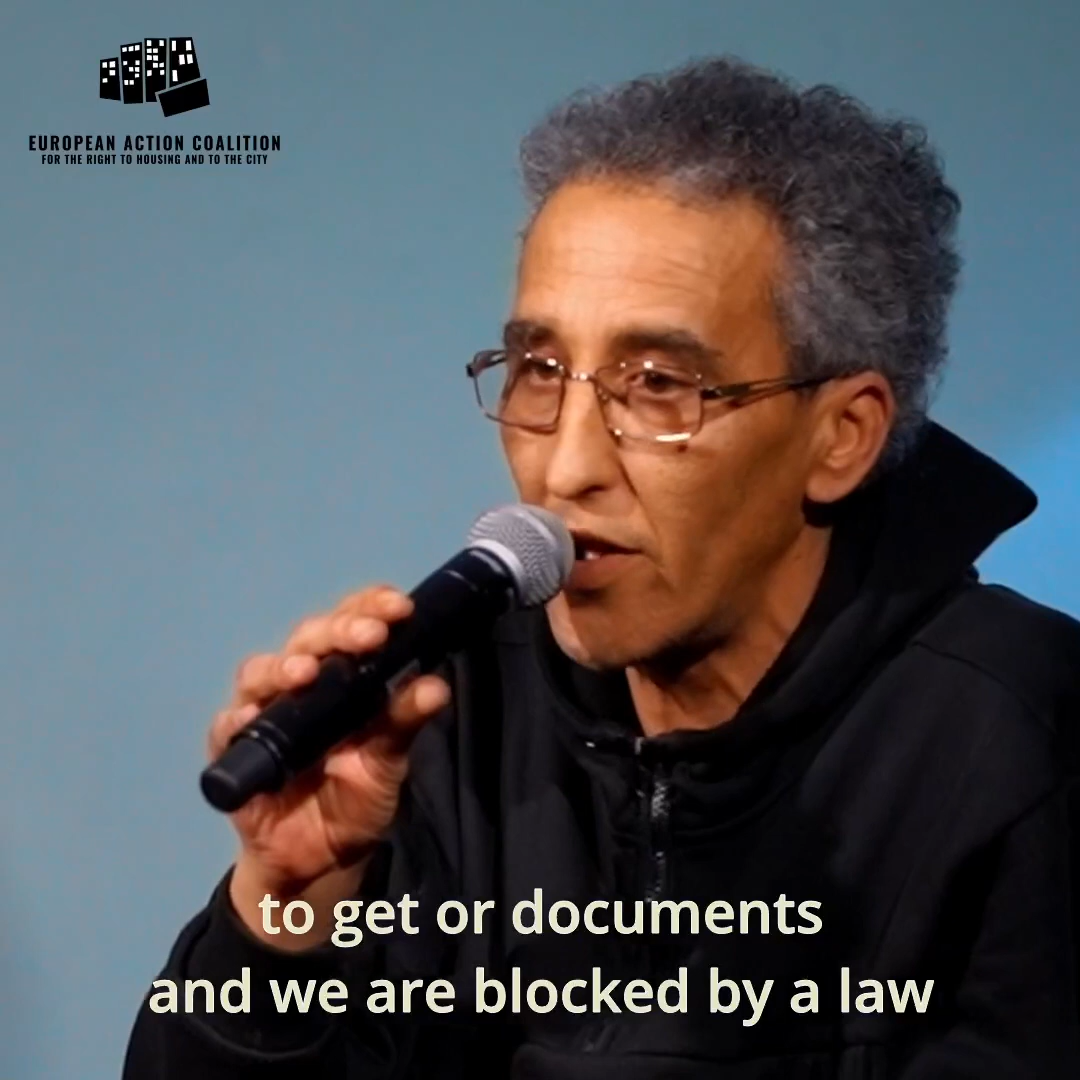 EUROPEAN ACTION COALITION
FOR THE RIGHT TO HOUSING AND TO THE CITY
to get or documents
and we are blocked by a law